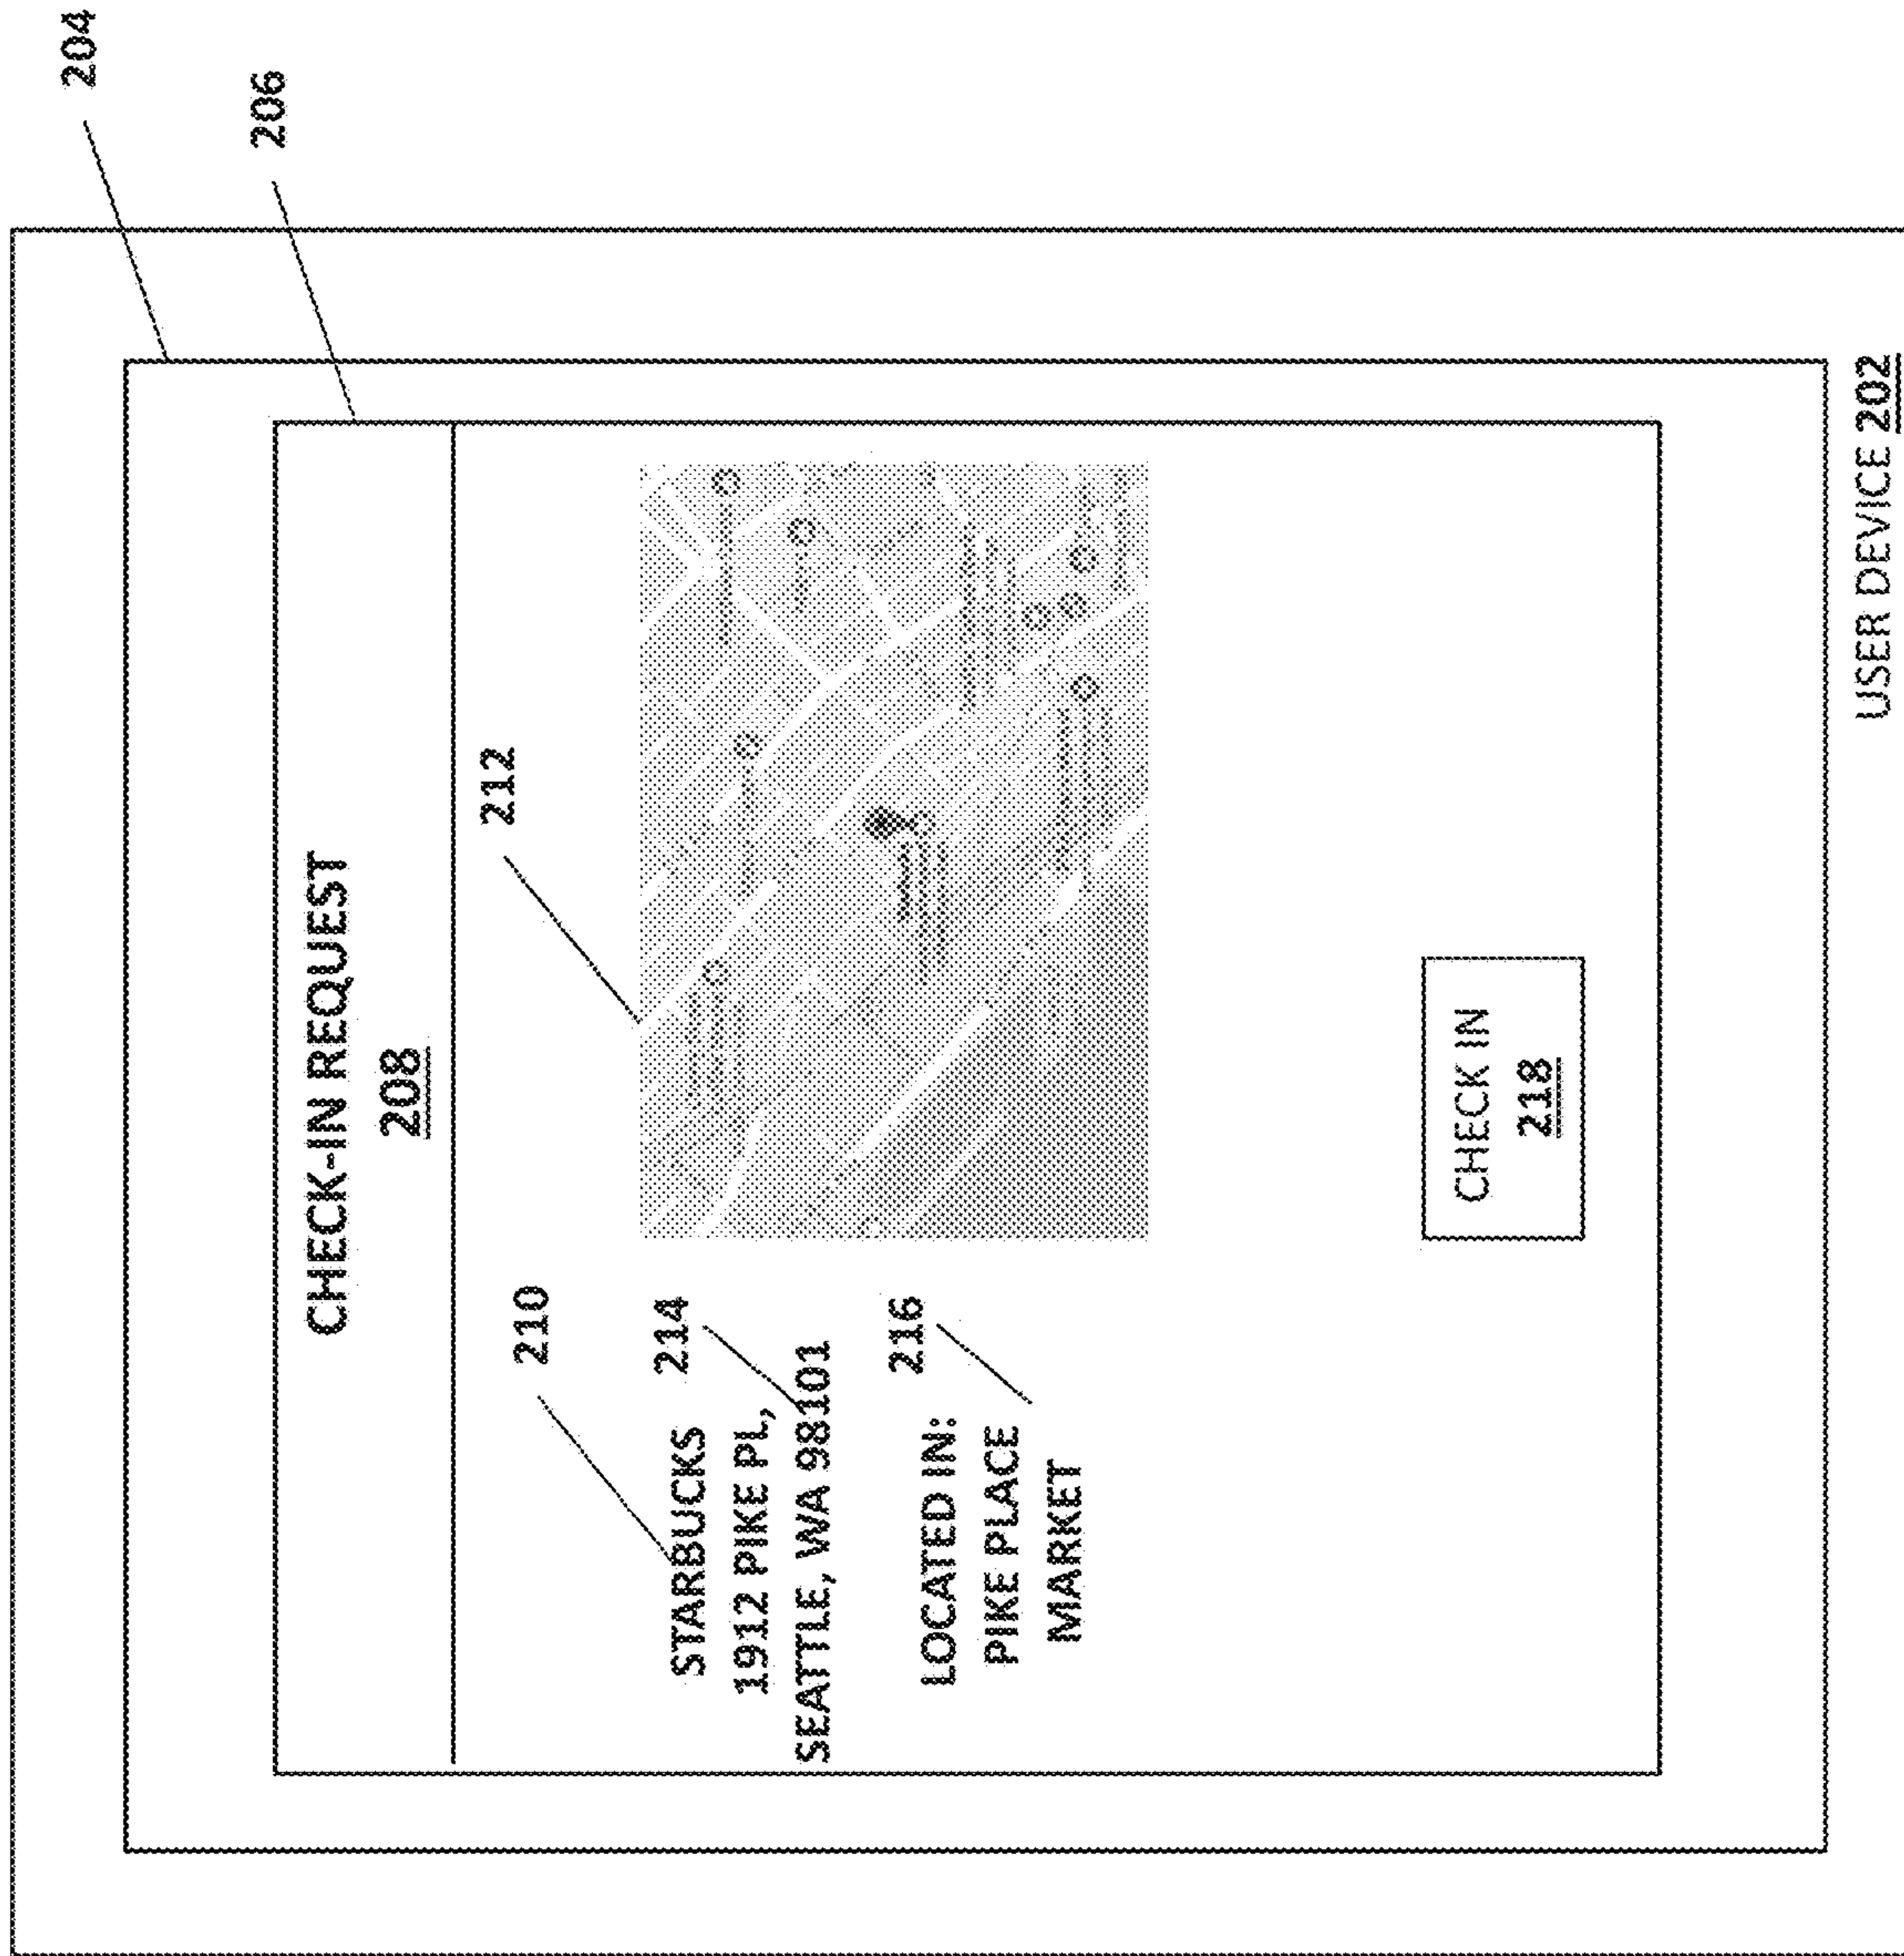 204
206
CHECK-IN REQUEST
208
212
210
STARBUCKS
214
1912 PIKE PL,
SEATTLE, WA 98101
216
LOCATED IN:
PIKE PLACE
MARKET
CHECK IN
218
USER DEVICE 202